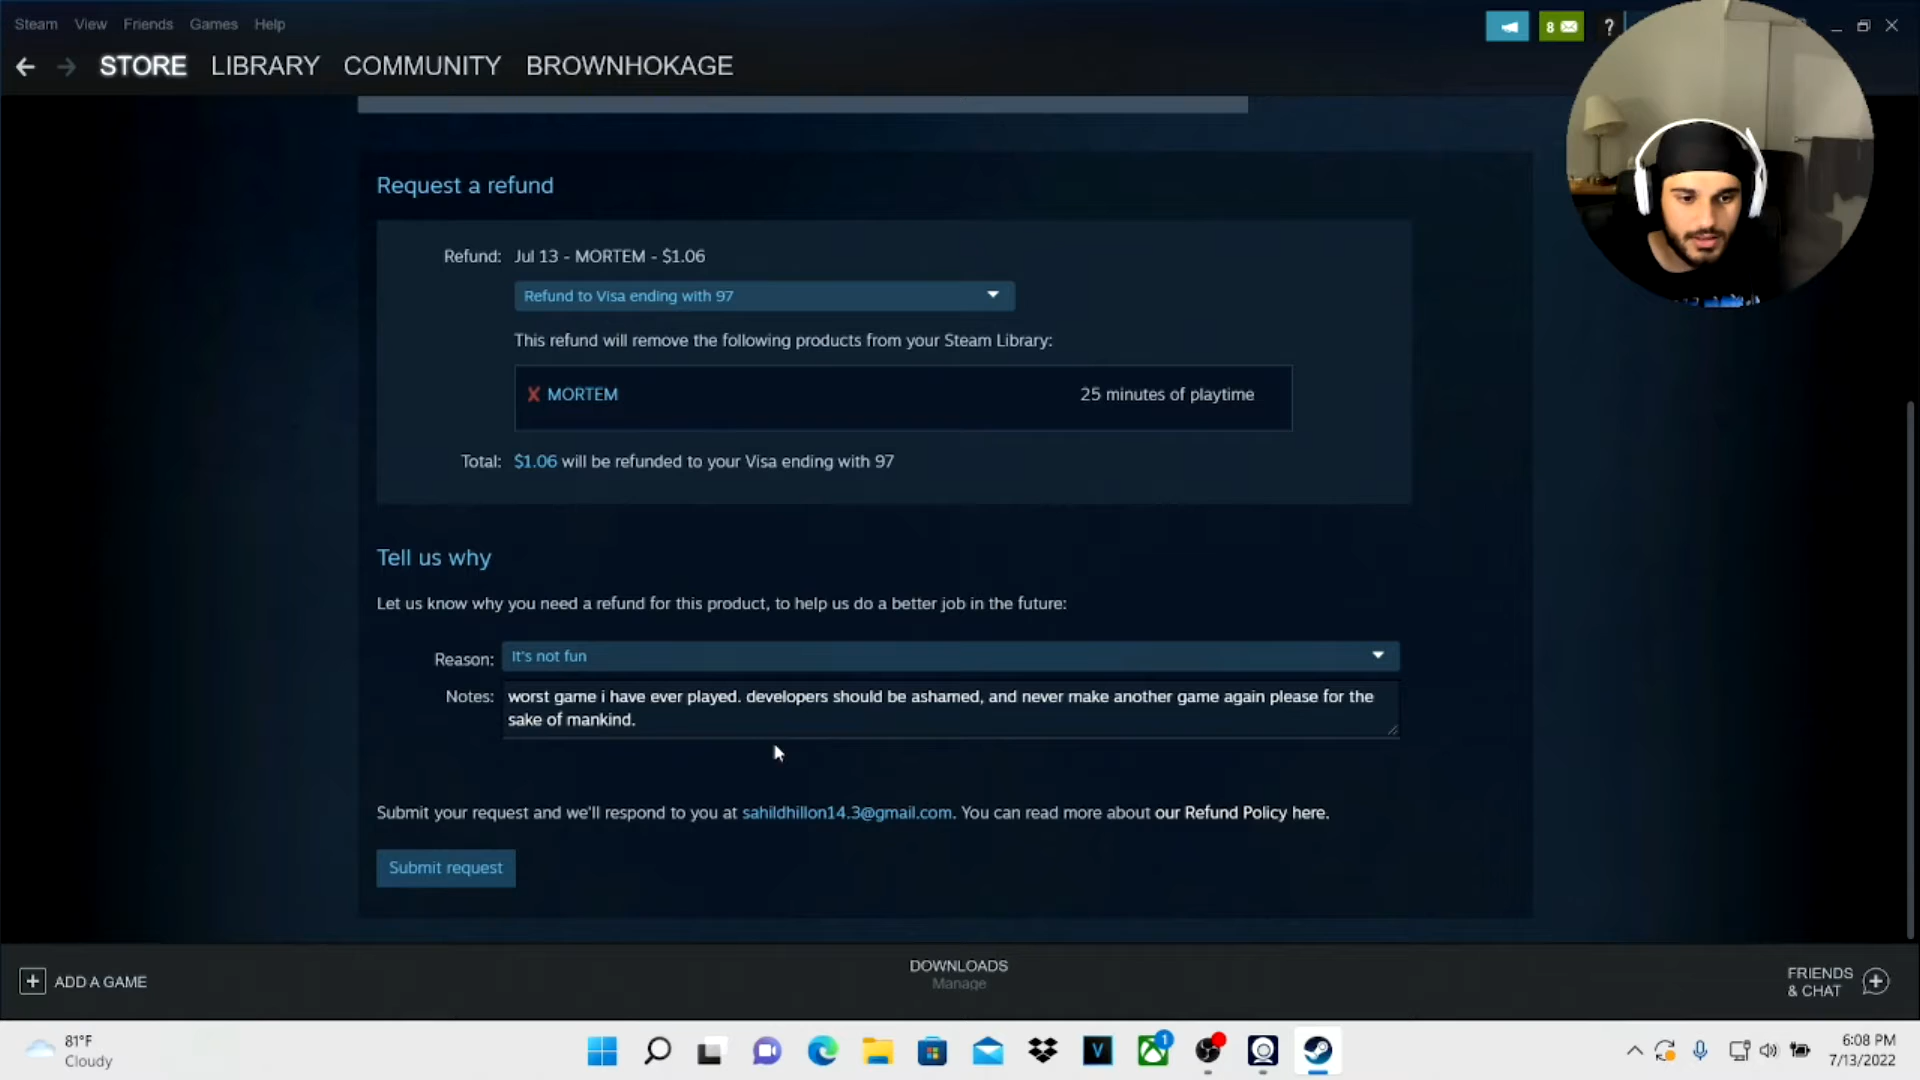 Steam View Friends Games Help
8
?
STORE LIBRARY COMMUNITY BROWNHOKAGE
Request a refund
Refund: Jul 13 - MORTEM - $1.06
Refund to Visa ending with 97
This refund will remove the following products from your Steam Library:
X MORTEM 25 minutes of playtime
Total: $1.06 will be refunded to your Visa ending with 97
Tell us why
Let us know why you need a refund for this product, to help us do a better job in the future:
Reason: It's not fun
Notes: worst game i have ever played. developers should be ashamed, and never make another game again please for the
sake of mankind.
Submit your request and we'll respond to you at sahildhillon14.3@gmail.com. You can read more about our Refund Policy here.
Submit request
+ ADD A GAME
DOWNLOADS
Manage
FRIENDS
& CHAT
81°F
Cloudy
V
1
6:08 PM
7/13/2022